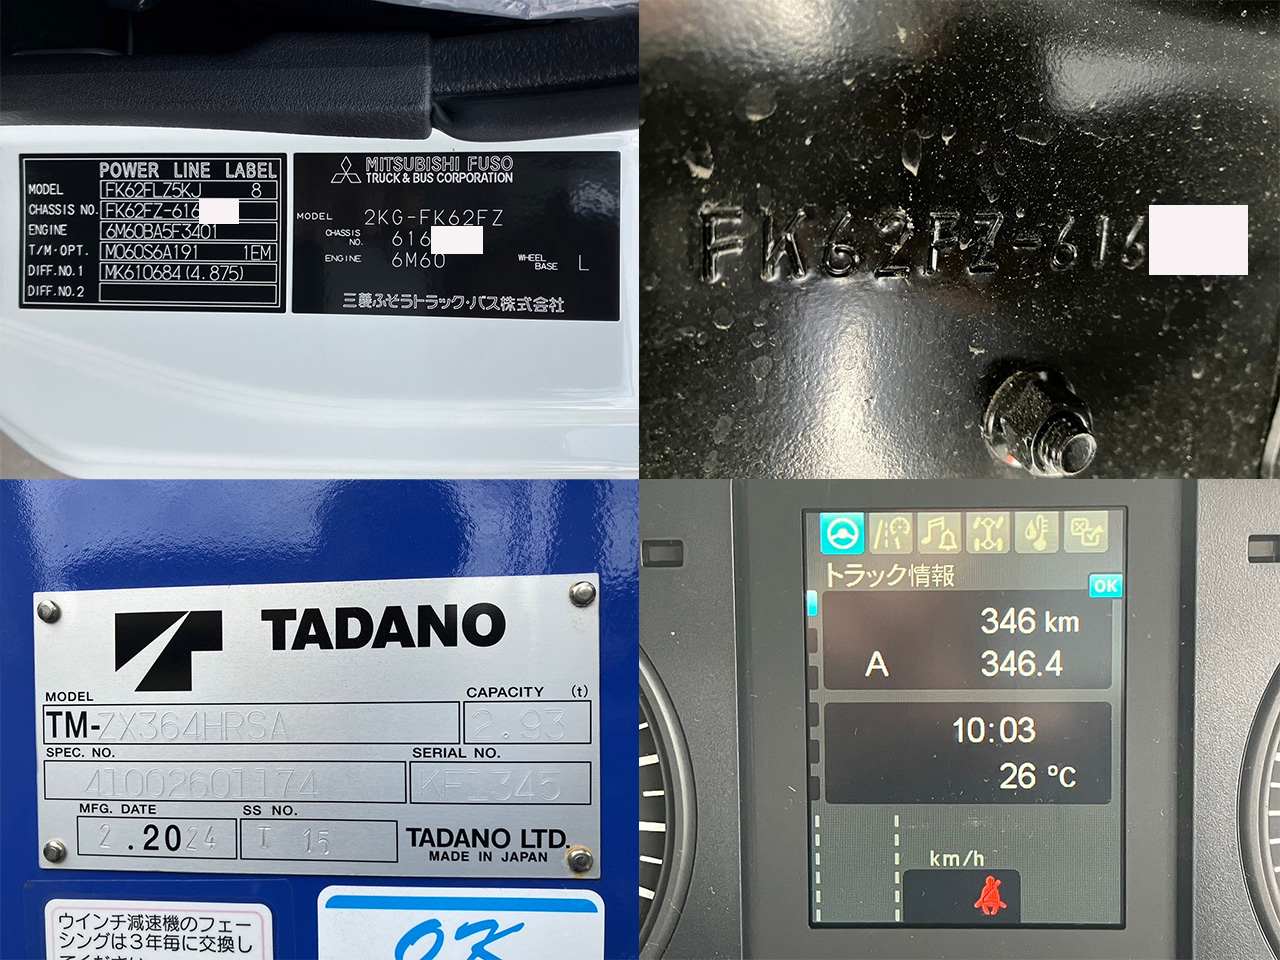 POWER LINE LABEL
MODEL FK62FLZ5KJ 8
CHASSIS NO. FK62FZ-616
ENGINE 6M60BA5F3401
T/M・OPT. M060S6A191 1EM
DIFF.NO.1 MK610684(4.875)
DIFF.NO.2
MITSUBISHI FUSO
TRUCK & BUS CORPORATION
MODEL 2KG-FK62FZ
CHASSIS NO. 616
ENGINE 6M60 WHEEL BASE L
三菱ふそうトラック・バス株式会社
FK62FZ-616
TADANO
MODEL CAPACITY (t)
TM-ZX364HRSA 2.93
SPEC. NO. SERIAL NO.
41002601174 KF1345
MFG. DATE SS NO.
2 .2024 T 15
TADANO LTD.
MADE IN JAPAN
ウインチ減速機のフェー
シングは3年毎に交換し
てください
OK
トラック情報
OK
346 km
A 346.4
10:03
26 °C
km/h